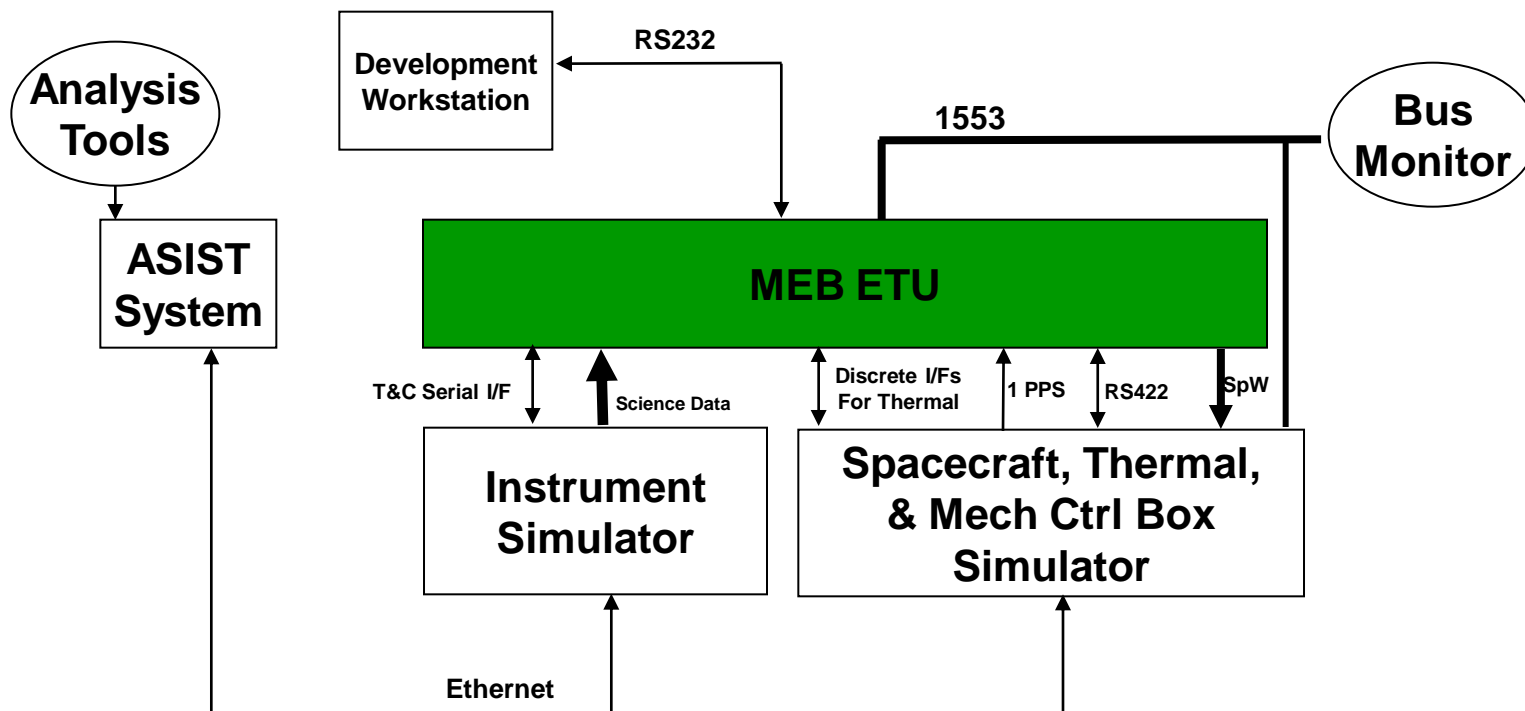 Analysis
Tools
Development
Workstation
RS232
1553
Bus
Monitor
ASIST
System
MEB ETU
T&C Serial I/F
Science Data
Discrete I/Fs
For Thermal
1 PPS
RS422
SpW
Instrument
Simulator
Spacecraft, Thermal,
& Mech Ctrl Box
Simulator
Ethernet